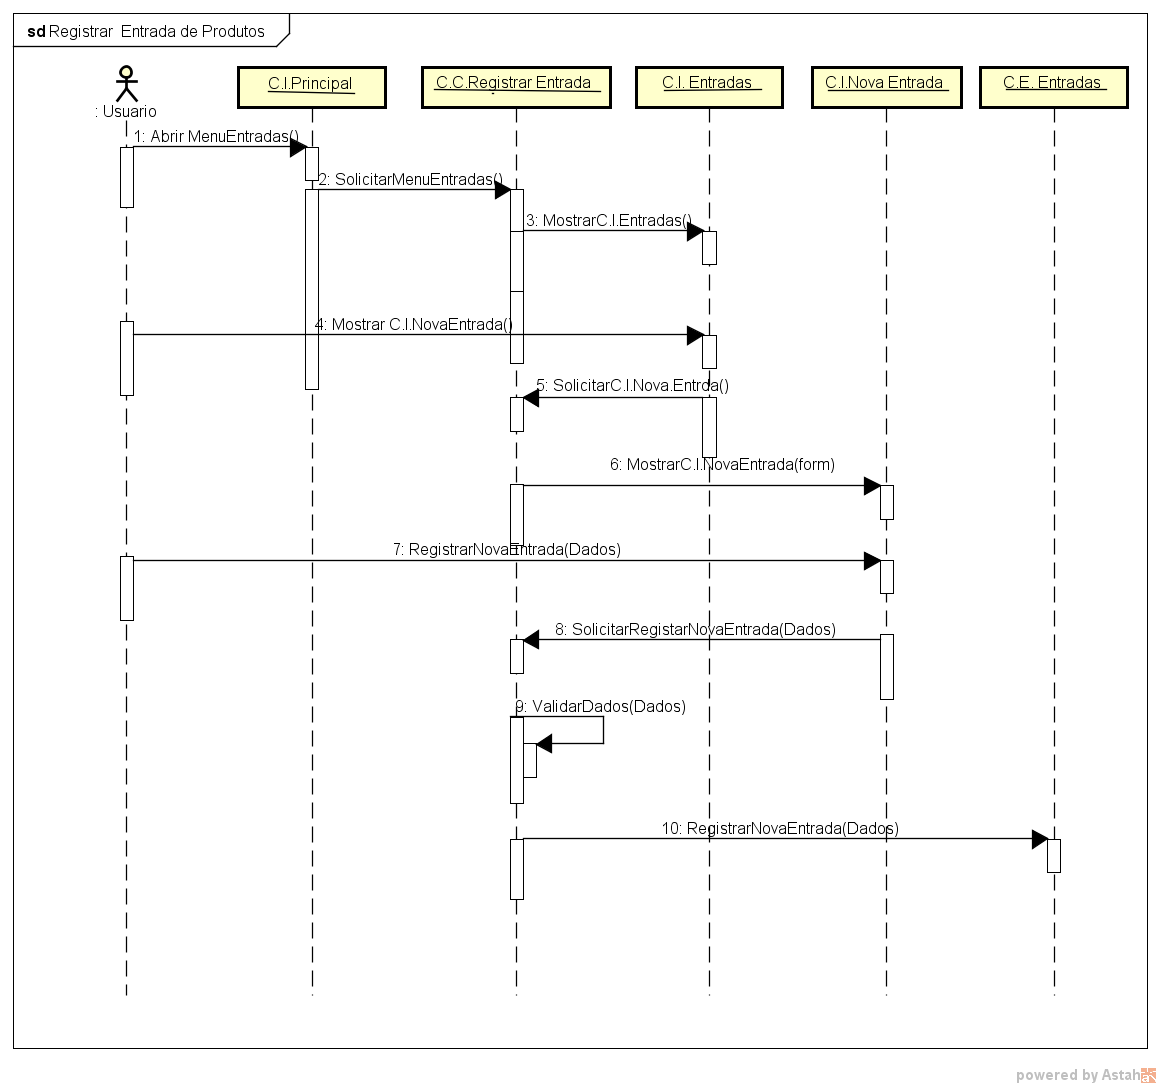 sd Registrar Entrada de Produtos
: Usuario
C.I.Principal
C.C.Registrar Entrada
C.I. Entradas
C.I.Nova Entrada
C.E. Entradas
1: Abrir MenuEntradas()
2: SolicitarMenuEntradas()
3: MostrarC.I.Entradas()
4: Mostrar C.I.NovaEntrada()
5: SolicitarC.I.Nova.Entrda()
6: MostrarC.I.NovaEntrada(form)
7: RegistrarNovaEntrada(Dados)
8: SolicitarRegistarNovaEntrada(Dados)
9: ValidarDados(Dados)
10: RegistrarNovaEntrada(Dados)
powered by Astah